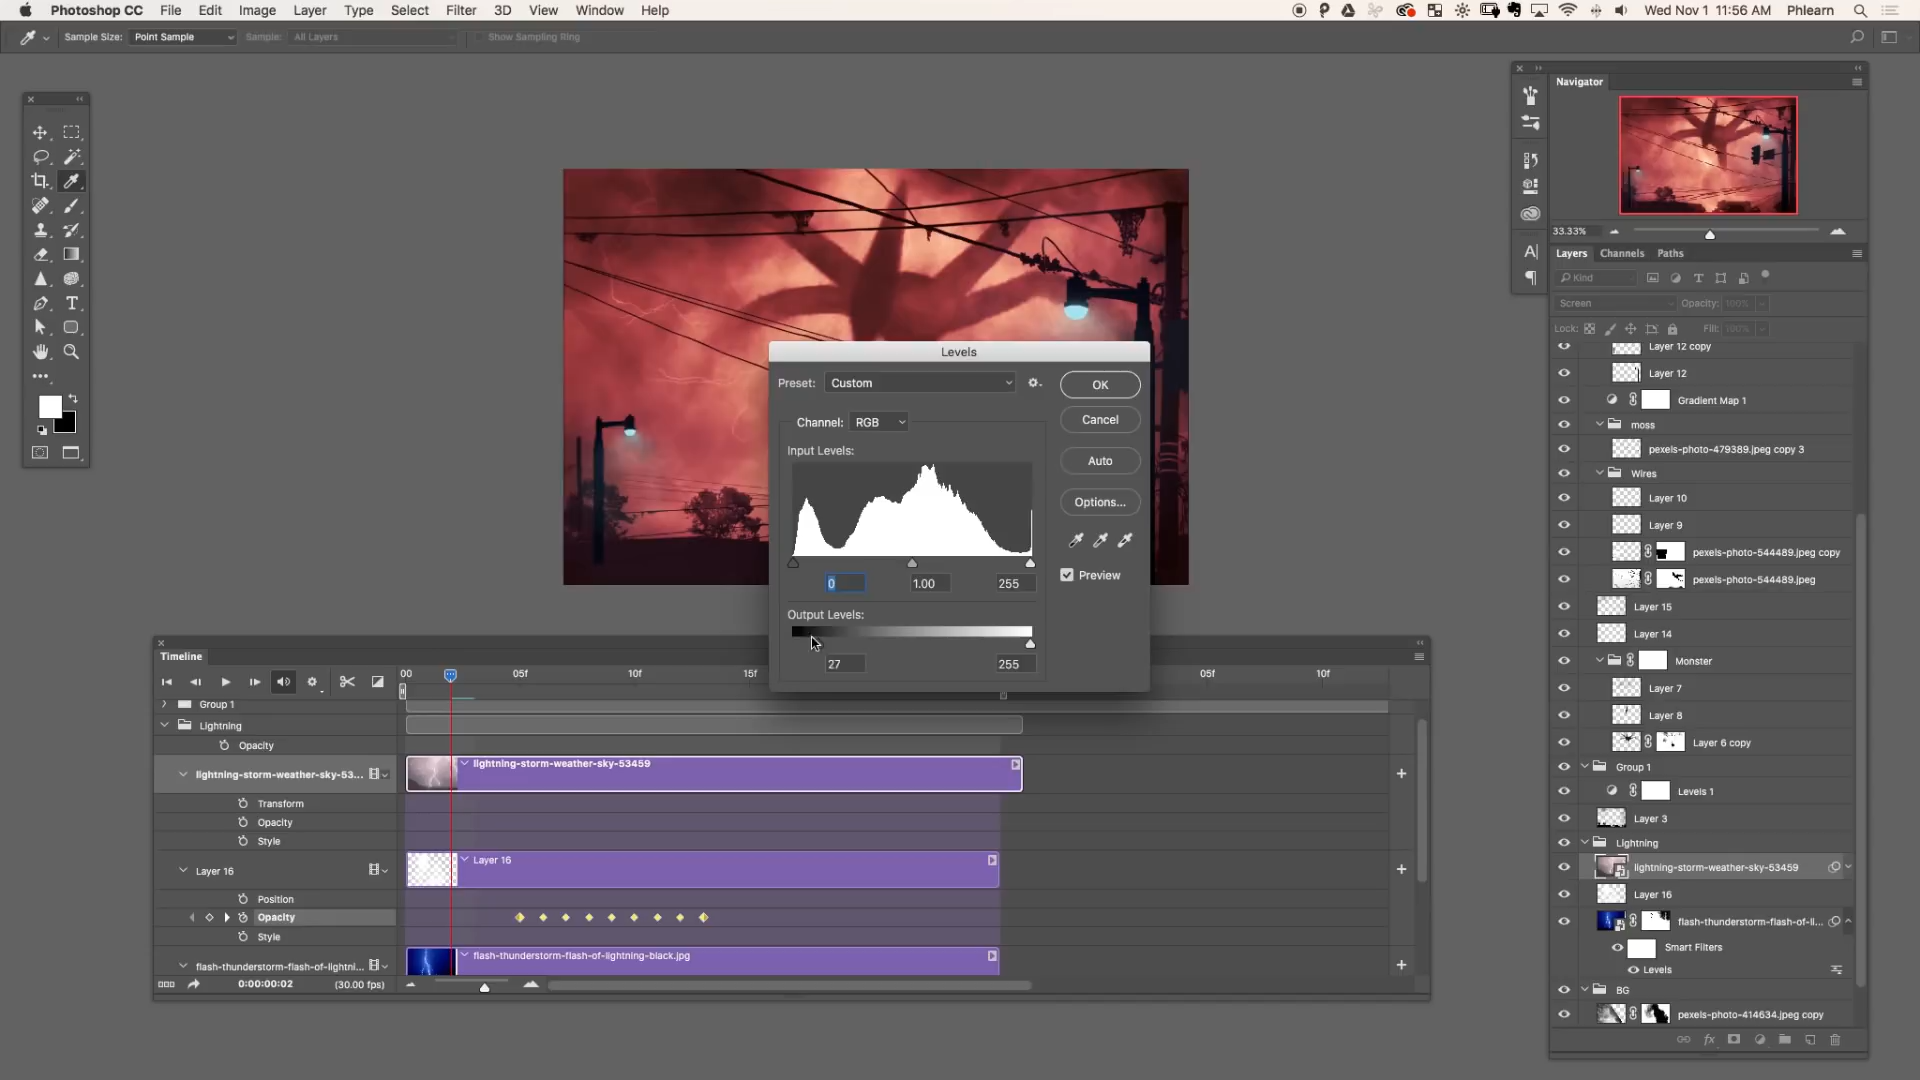 Photoshop CC File Edit Image Layer Type Select Filter 3D View Window Help Wed Nov 1 11:56 AM Phlearn
Sample Size: Point Sample Sample: All Layers Show Sampling Ring
Navigator
33.33%
Layers Channels Paths
Kind
Screen Opacity: 100%
Lock: Fill: 100%
Layer 12 copy
Layer 12
Gradient Map 1
moss
pexels-photo-479389.jpeg copy 3
Wires
Layer 10
Layer 9
pexels-photo-544489.jpeg copy
pexels-photo-544489.jpeg
Layer 15
Layer 14
Monster
Layer 7
Layer 8
Layer 6 copy
Group 1
Levels 1
Layer 3
Lightning
lightning-storm-weather-sky-53459
Layer 16
flash-thunderstorm-flash-of-li...
Smart Filters
Levels
BG
pexels-photo-414634.jpeg copy
Levels
Preset: Custom
OK
Channel: RGB
Cancel
Input Levels:
Auto
Options...
Preview
0 1.00 255
Output Levels:
27 255
Timeline
00 05f 10f 15f 05f 10f
Group 1
Lightning
Opacity
lightning-storm-weather-sky-53... lightning-storm-weather-sky-53459
Transform
Opacity
Style
Layer 16 Layer 16
Position
Opacity
Style
flash-thunderstorm-flash-of-lightni... flash-thunderstorm-flash-of-lightning-black.jpg
0:00:00:02 (30.00 fps)